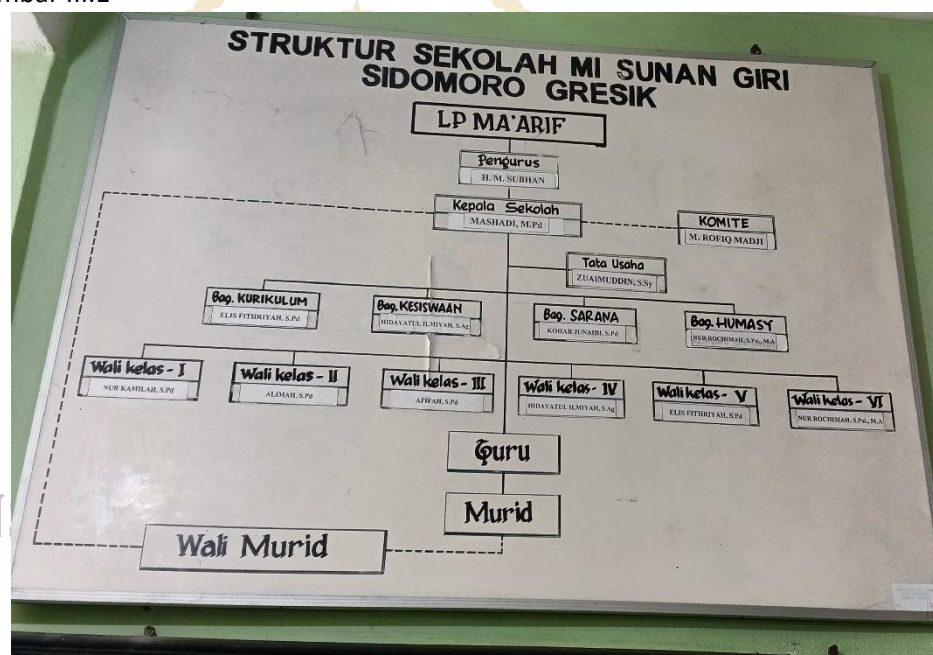 STRUKTUR SEKOLAH MI SUNAN GIRI
SIDOMORO GRESIK
LP MA'ARIF
Pengurus
H. M. SUBHAN
Kepala Sekolah
MASHADI, M.Pd
KOMITE
M. ROFIQ MADJI
Tata Usaha
ZUAIMUDDIN, S.Sy
Bag. KURIKULUM
ELIS FITHRIYAH, S.Pd
Bag. KESISWAAN
HIDAYATUL ILMIYAH, S.Ag
Bag. SARANA
KOHAR JUNAIDI, S.Pd
Bag. HUMASY
NUR ROCHIMAH, S.Pd., M.A
Wali kelas - I
NUR KAMILAH, S.Pd
Wali kelas - II
ALIMAH, S.Pd
Wali kelas - III
AFIFAH, S.Pd
Wali kelas - IV
HIDAYATUL ILMIYAH, S.Ag
Wali kelas - V
ELIS FITHRIYAH, S.Pd
Wali kelas - VI
NUR ROCHIMAH, S.Pd., M.A
Guru
Murid
Wali Murid